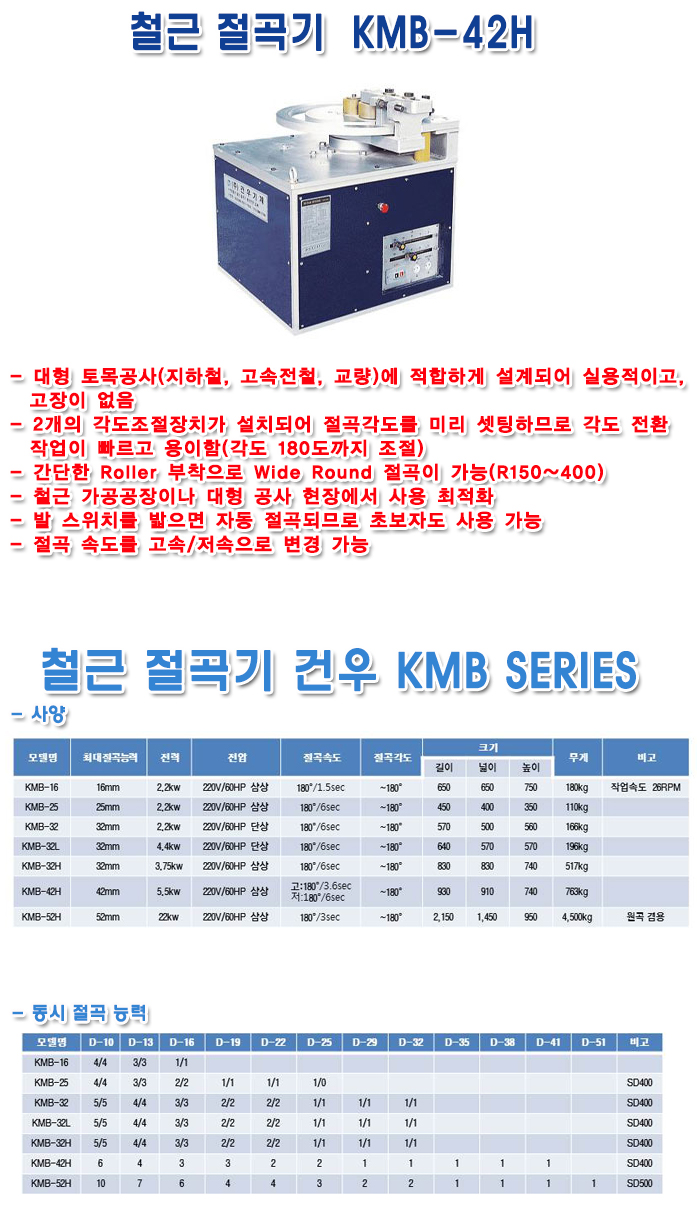 철근 절곡기 KMB-42H
(주)건우기계
- 대형 토목공사(지하철, 고속전철, 교량)에 적합하게 설계되어 실용적이고,
고장이 없음
- 2개의 각도조절장치가 설치되어 절곡각도를 미리 셋팅하므로 각도 전환
작업이 빠르고 용이함(각도 180도까지 조절)
- 간단한 Roller 부착으로 Wide Round 절곡이 가능(R150~400)
- 철근 가공공장이나 대형 공사 현장에서 사용 최적화
- 발 스위치를 밟으면 자동 절곡되므로 초보자도 사용 가능
- 절곡 속도를 고속/저속으로 변경 가능
철근 절곡기 건우 KMB SERIES
- 사양
모델명 최대절곡능력 전력 전압 절곡속도 절곡각도 크기 무게 비고
길이 넓이 높이
KMB-16 16mm 2,2kw 220V/60HP 삼상 180°/1.5sec ~180° 650 650 750 180kg 작업속도 26RPM
KMB-25 25mm 2,2kw 220V/60HP 삼상 180°/6sec ~180° 450 400 350 110kg
KMB-32 32mm 2,2kw 220V/60HP 단상 180°/6sec ~180° 570 500 560 166kg
KMB-32L 32mm 4,4kw 220V/60HP 단상 180°/6sec ~180° 640 570 570 196kg
KMB-32H 32mm 3,75kw 220V/60HP 삼상 180°/6sec ~180° 830 830 740 517kg
KMB-42H 42mm 5,5kw 220V/60HP 삼상 고:180°/3.6sec ~180° 930 910 740 763kg
저:180°/6sec
KMB-52H 52mm 22kw 220V/60HP 삼상 180°/3sec ~180° 2,150 1,450 950 4,500kg 원곡 겸용
- 동시 절곡 능력
모델명 D-10 D-13 D-16 D-19 D-22 D-25 D-29 D-32 D-35 D-38 D-41 D-51 비고
KMB-16 4/4 3/3 1/1
KMB-25 4/4 3/3 2/2 1/1 1/1 1/0 SD400
KMB-32 5/5 4/4 3/3 2/2 2/2 1/1 1/1 1/1 SD400
KMB-32L 5/5 4/4 3/3 2/2 2/2 1/1 1/1 1/1 SD400
KMB-32H 5/5 4/4 3/3 2/2 2/2 1/1 1/1 1/1 SD400
KMB-42H 6 4 3 3 2 2 1 1 1 1 1 SD400
KMB-52H 10 7 6 4 4 3 2 2 1 1 1 1 SD500